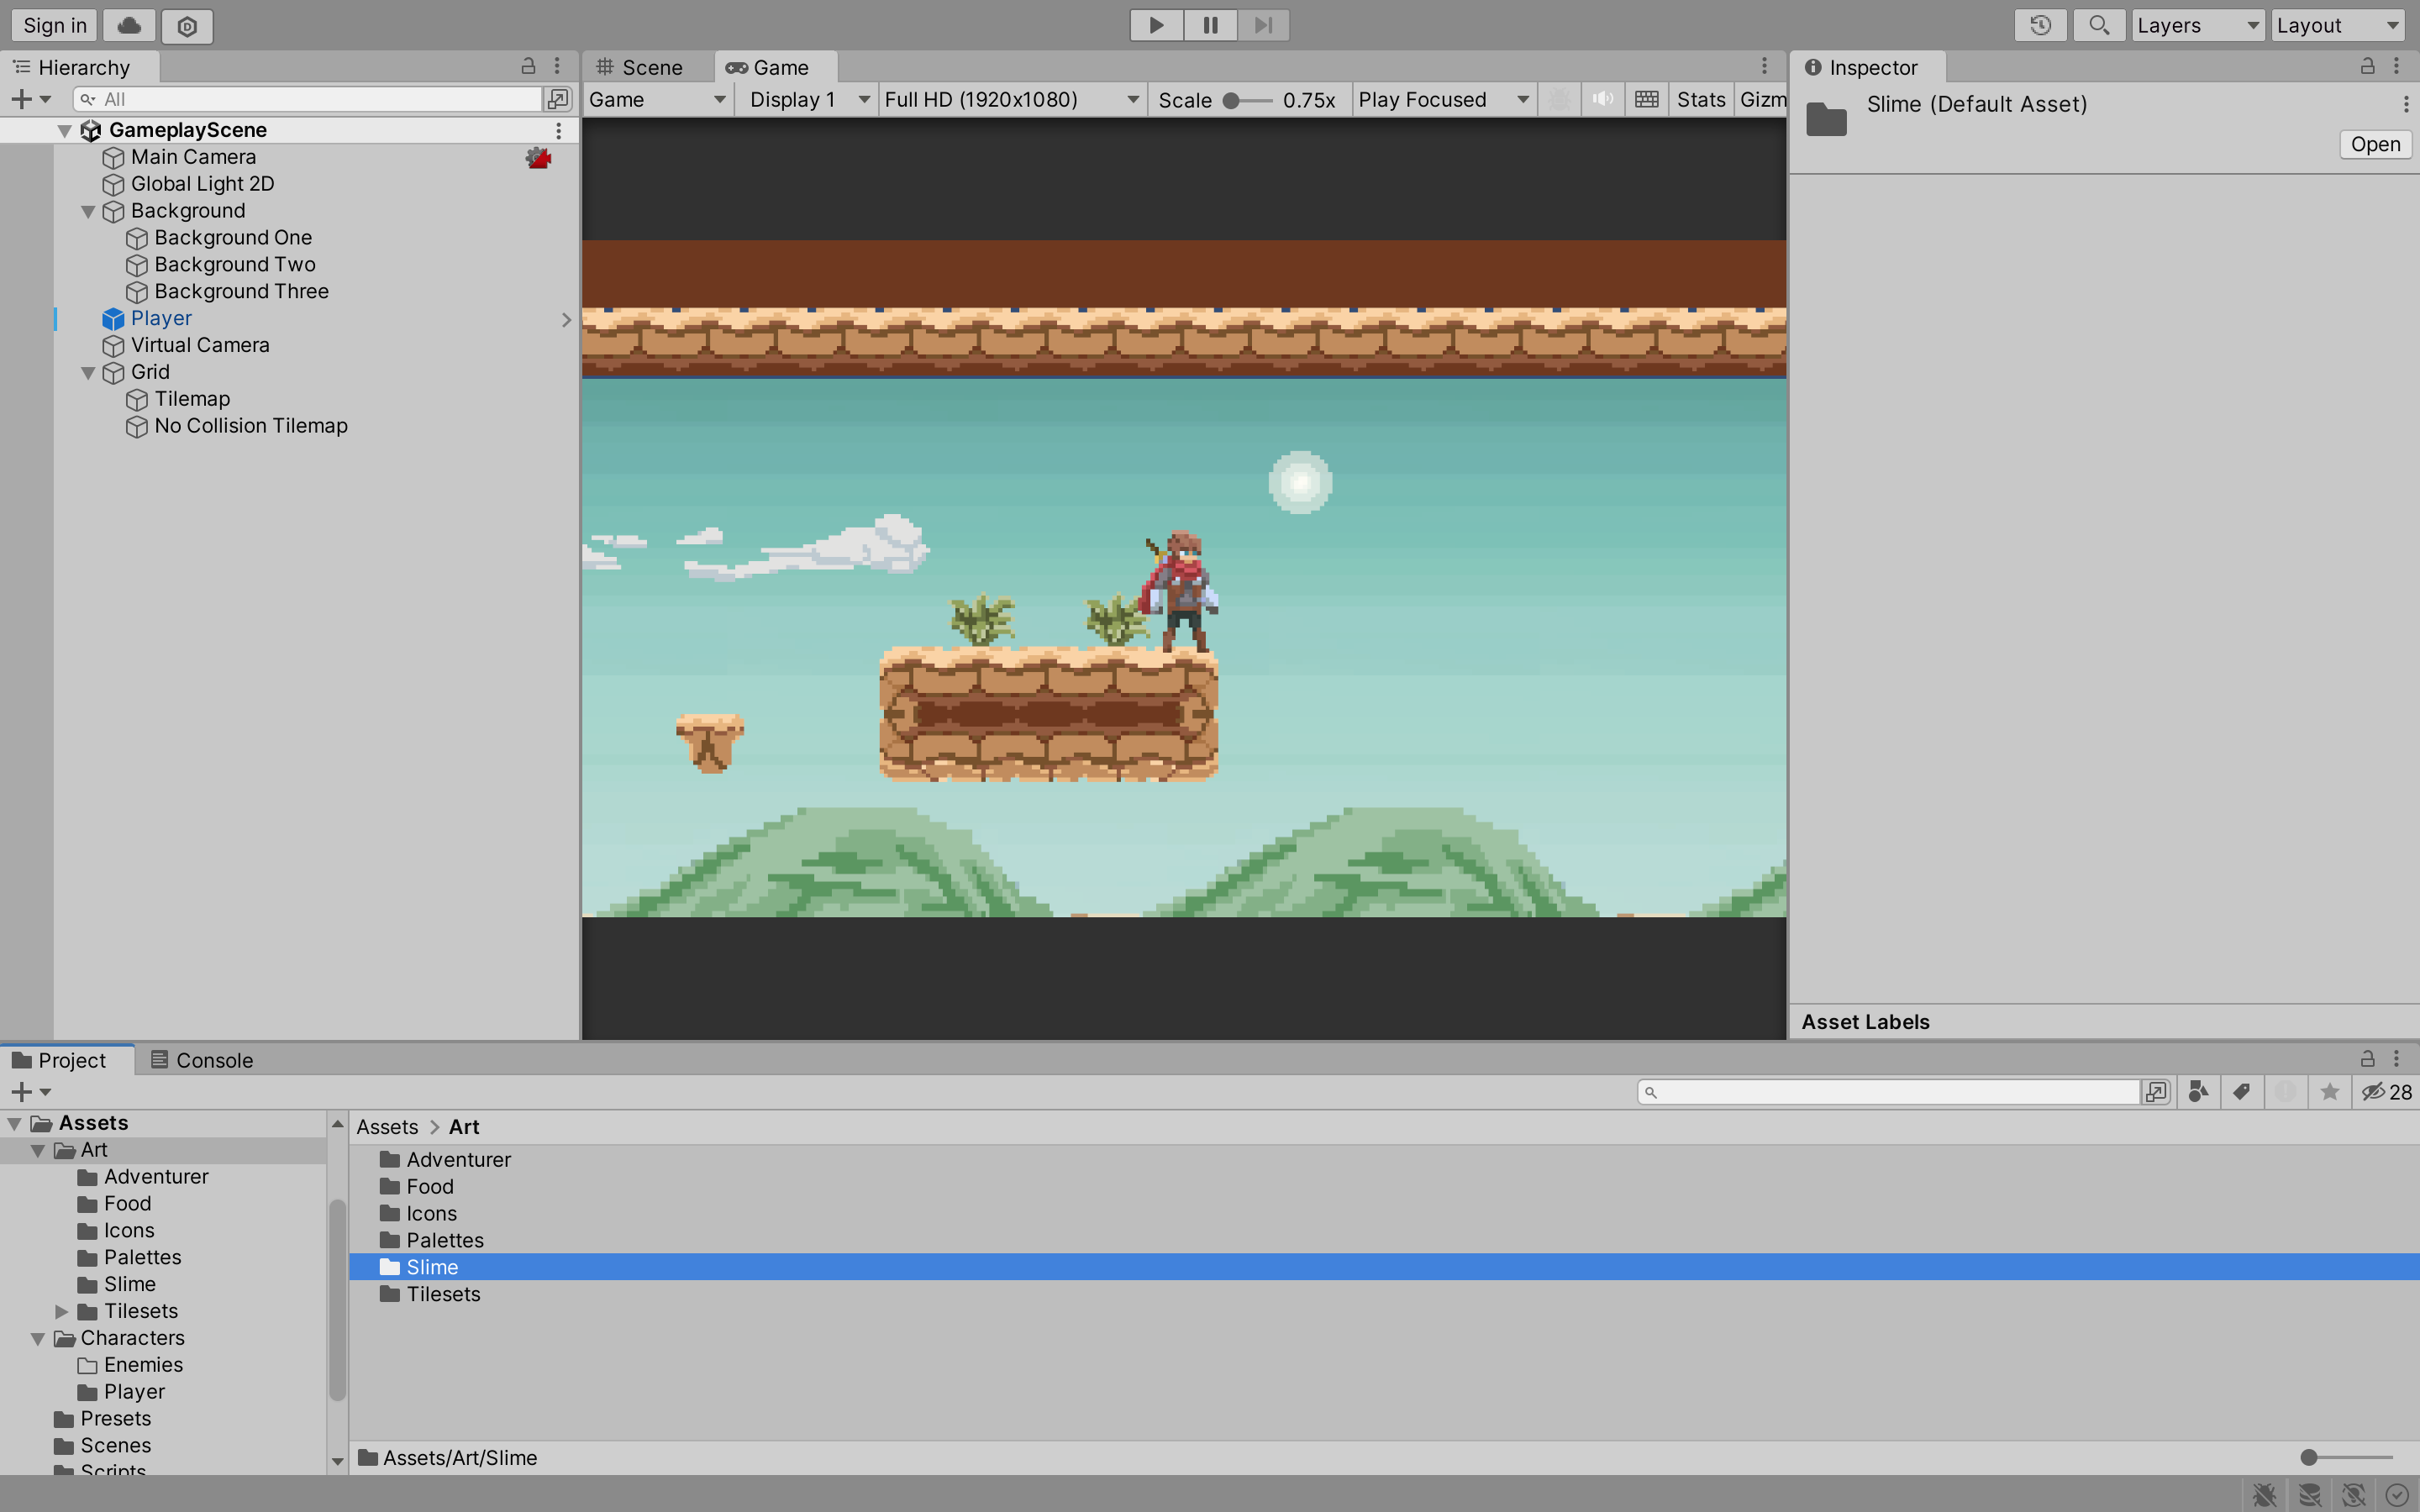 Sign in
Layers
Layout
Hierarchy
All
GameplayScene
Main Camera
Global Light 2D
Background
Background One
Background Two
Background Three
Player
Virtual Camera
Grid
Tilemap
No Collision Tilemap
Scene
Game
Game
Display 1
Full HD (1920x1080)
Scale
0.75x
Play Focused
Stats
Gizm
Inspector
Slime (Default Asset)
Open
Asset Labels
Project
Console
28
Assets
Art
Adventurer
Food
Icons
Palettes
Slime
Tilesets
Characters
Enemies
Player
Presets
Scenes
Scripts
Assets > Art
Adventurer
Food
Icons
Palettes
Slime
Tilesets
Assets/Art/Slime